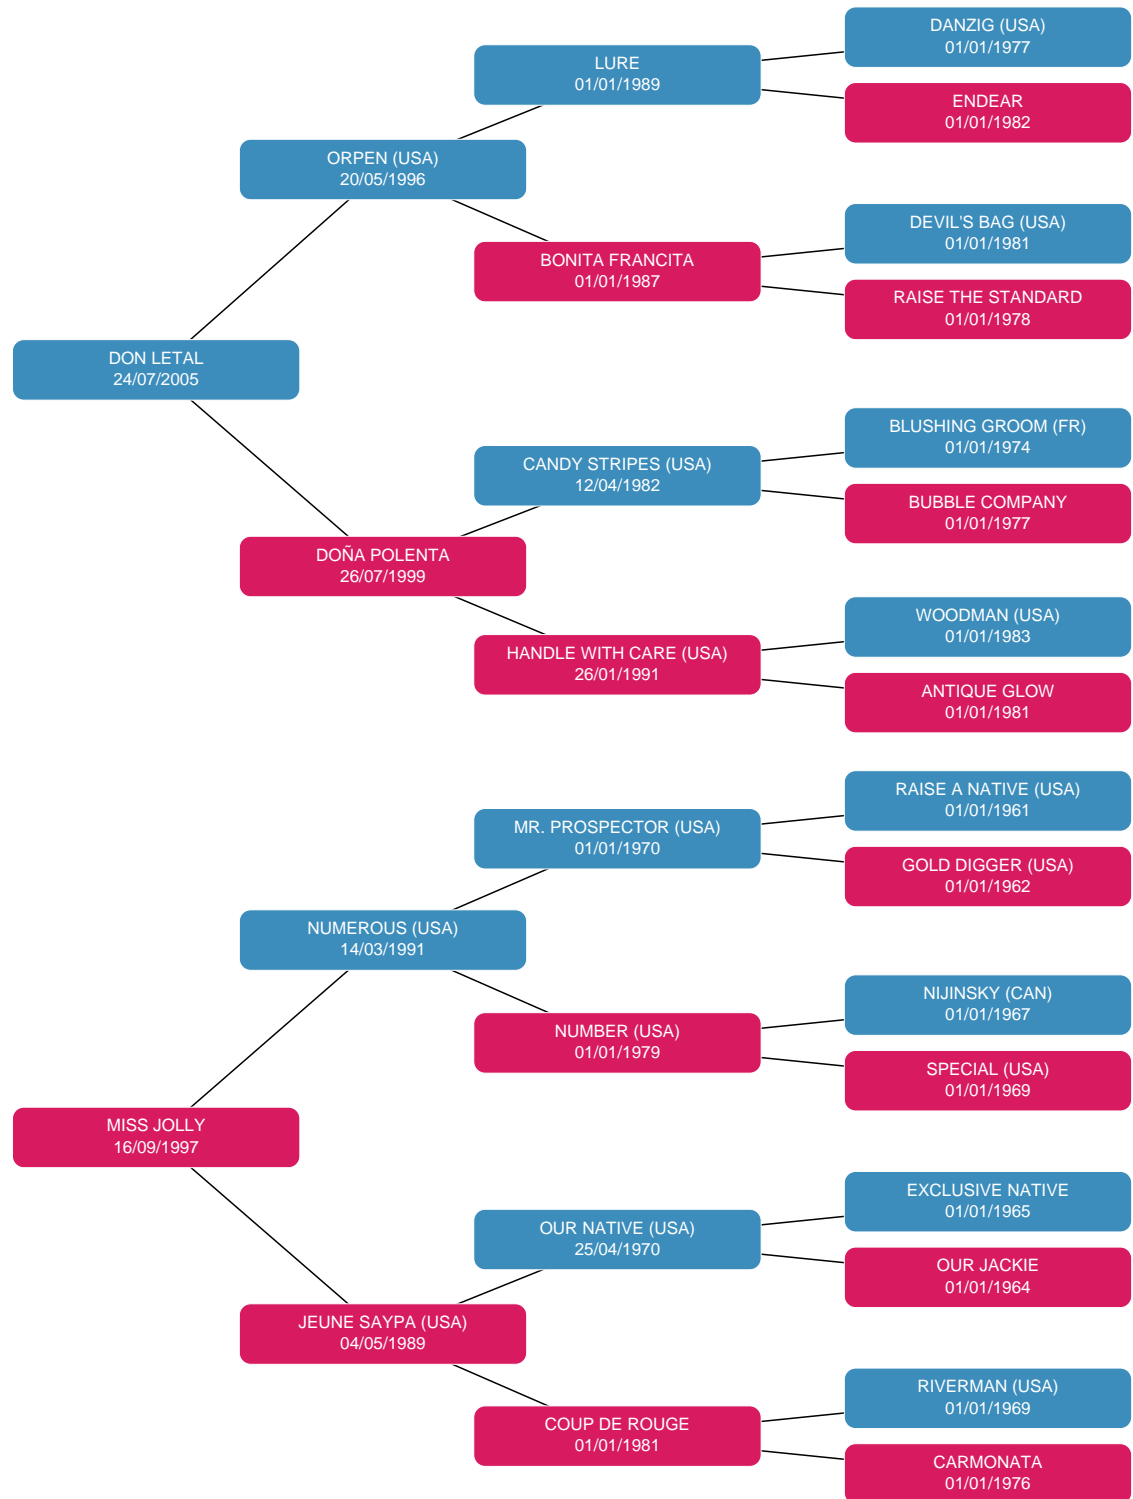 DANZIG (USA)
01/01/1977
LURE
01/01/1989
ENDEAR
01/01/1982
ORPEN (USA)
20/05/1996
DEVIL'S BAG (USA)
01/01/1981
BONITA FRANCITA
01/01/1987
RAISE THE STANDARD
01/01/1978
DON LETAL
24/07/2005
BLUSHING GROOM (FR)
01/01/1974
CANDY STRIPES (USA)
12/04/1982
BUBBLE COMPANY
01/01/1977
DOÑA POLENTA
26/07/1999
WOODMAN (USA)
01/01/1983
HANDLE WITH CARE (USA)
26/01/1991
ANTIQUE GLOW
01/01/1981
RAISE A NATIVE (USA)
01/01/1961
MR. PROSPECTOR (USA)
01/01/1970
GOLD DIGGER (USA)
01/01/1962
NUMEROUS (USA)
14/03/1991
NIJINSKY (CAN)
01/01/1967
NUMBER (USA)
01/01/1979
SPECIAL (USA)
01/01/1969
MISS JOLLY
16/09/1997
EXCLUSIVE NATIVE
01/01/1965
OUR NATIVE (USA)
25/04/1970
OUR JACKIE
01/01/1964
JEUNE SAYPA (USA)
04/05/1989
RIVERMAN (USA)
01/01/1969
COUP DE ROUGE
01/01/1981
CARMONATA
01/01/1976